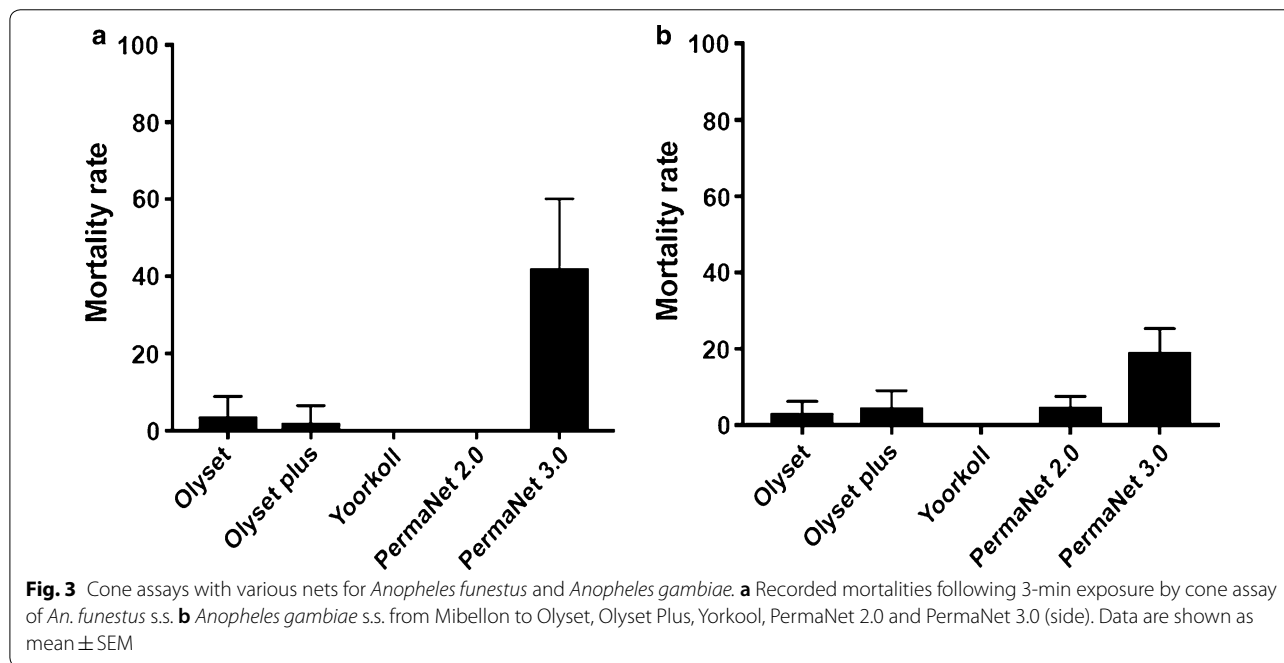 a
100
80
60
40
20
0
Mortality rate
Olyset
Olyset plus
Yoorkoll
PermaNet 2.0
PermaNet 3.0
b
100
80
60
40
20
0
Mortality rate
Olyset
Olyset plus
Yoorkoll
PermaNet 2.0
PermaNet 3.0
Fig. 3 Cone assays with various nets for Anopheles funestus and Anopheles gambiae. a Recorded mortalities following 3-min exposure by cone assay
of An. funestus s.s. b Anopheles gambiae s.s. from Mibellon to Olyset, Olyset Plus, Yorkool, PermaNet 2.0 and PermaNet 3.0 (side). Data are shown as
mean ± SEM